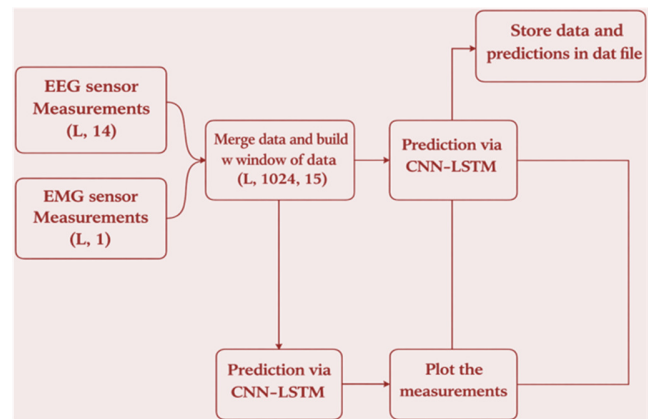 Store data and
predictions in dat file
EEG sensor
Measurements
(L, 14)
Merge data and build
w window of data
(L, 1024, 15)
Prediction via
CNN-LSTM
EMG sensor
Measurements
(L, 1)
Prediction via
CNN-LSTM
Plot the
measurements